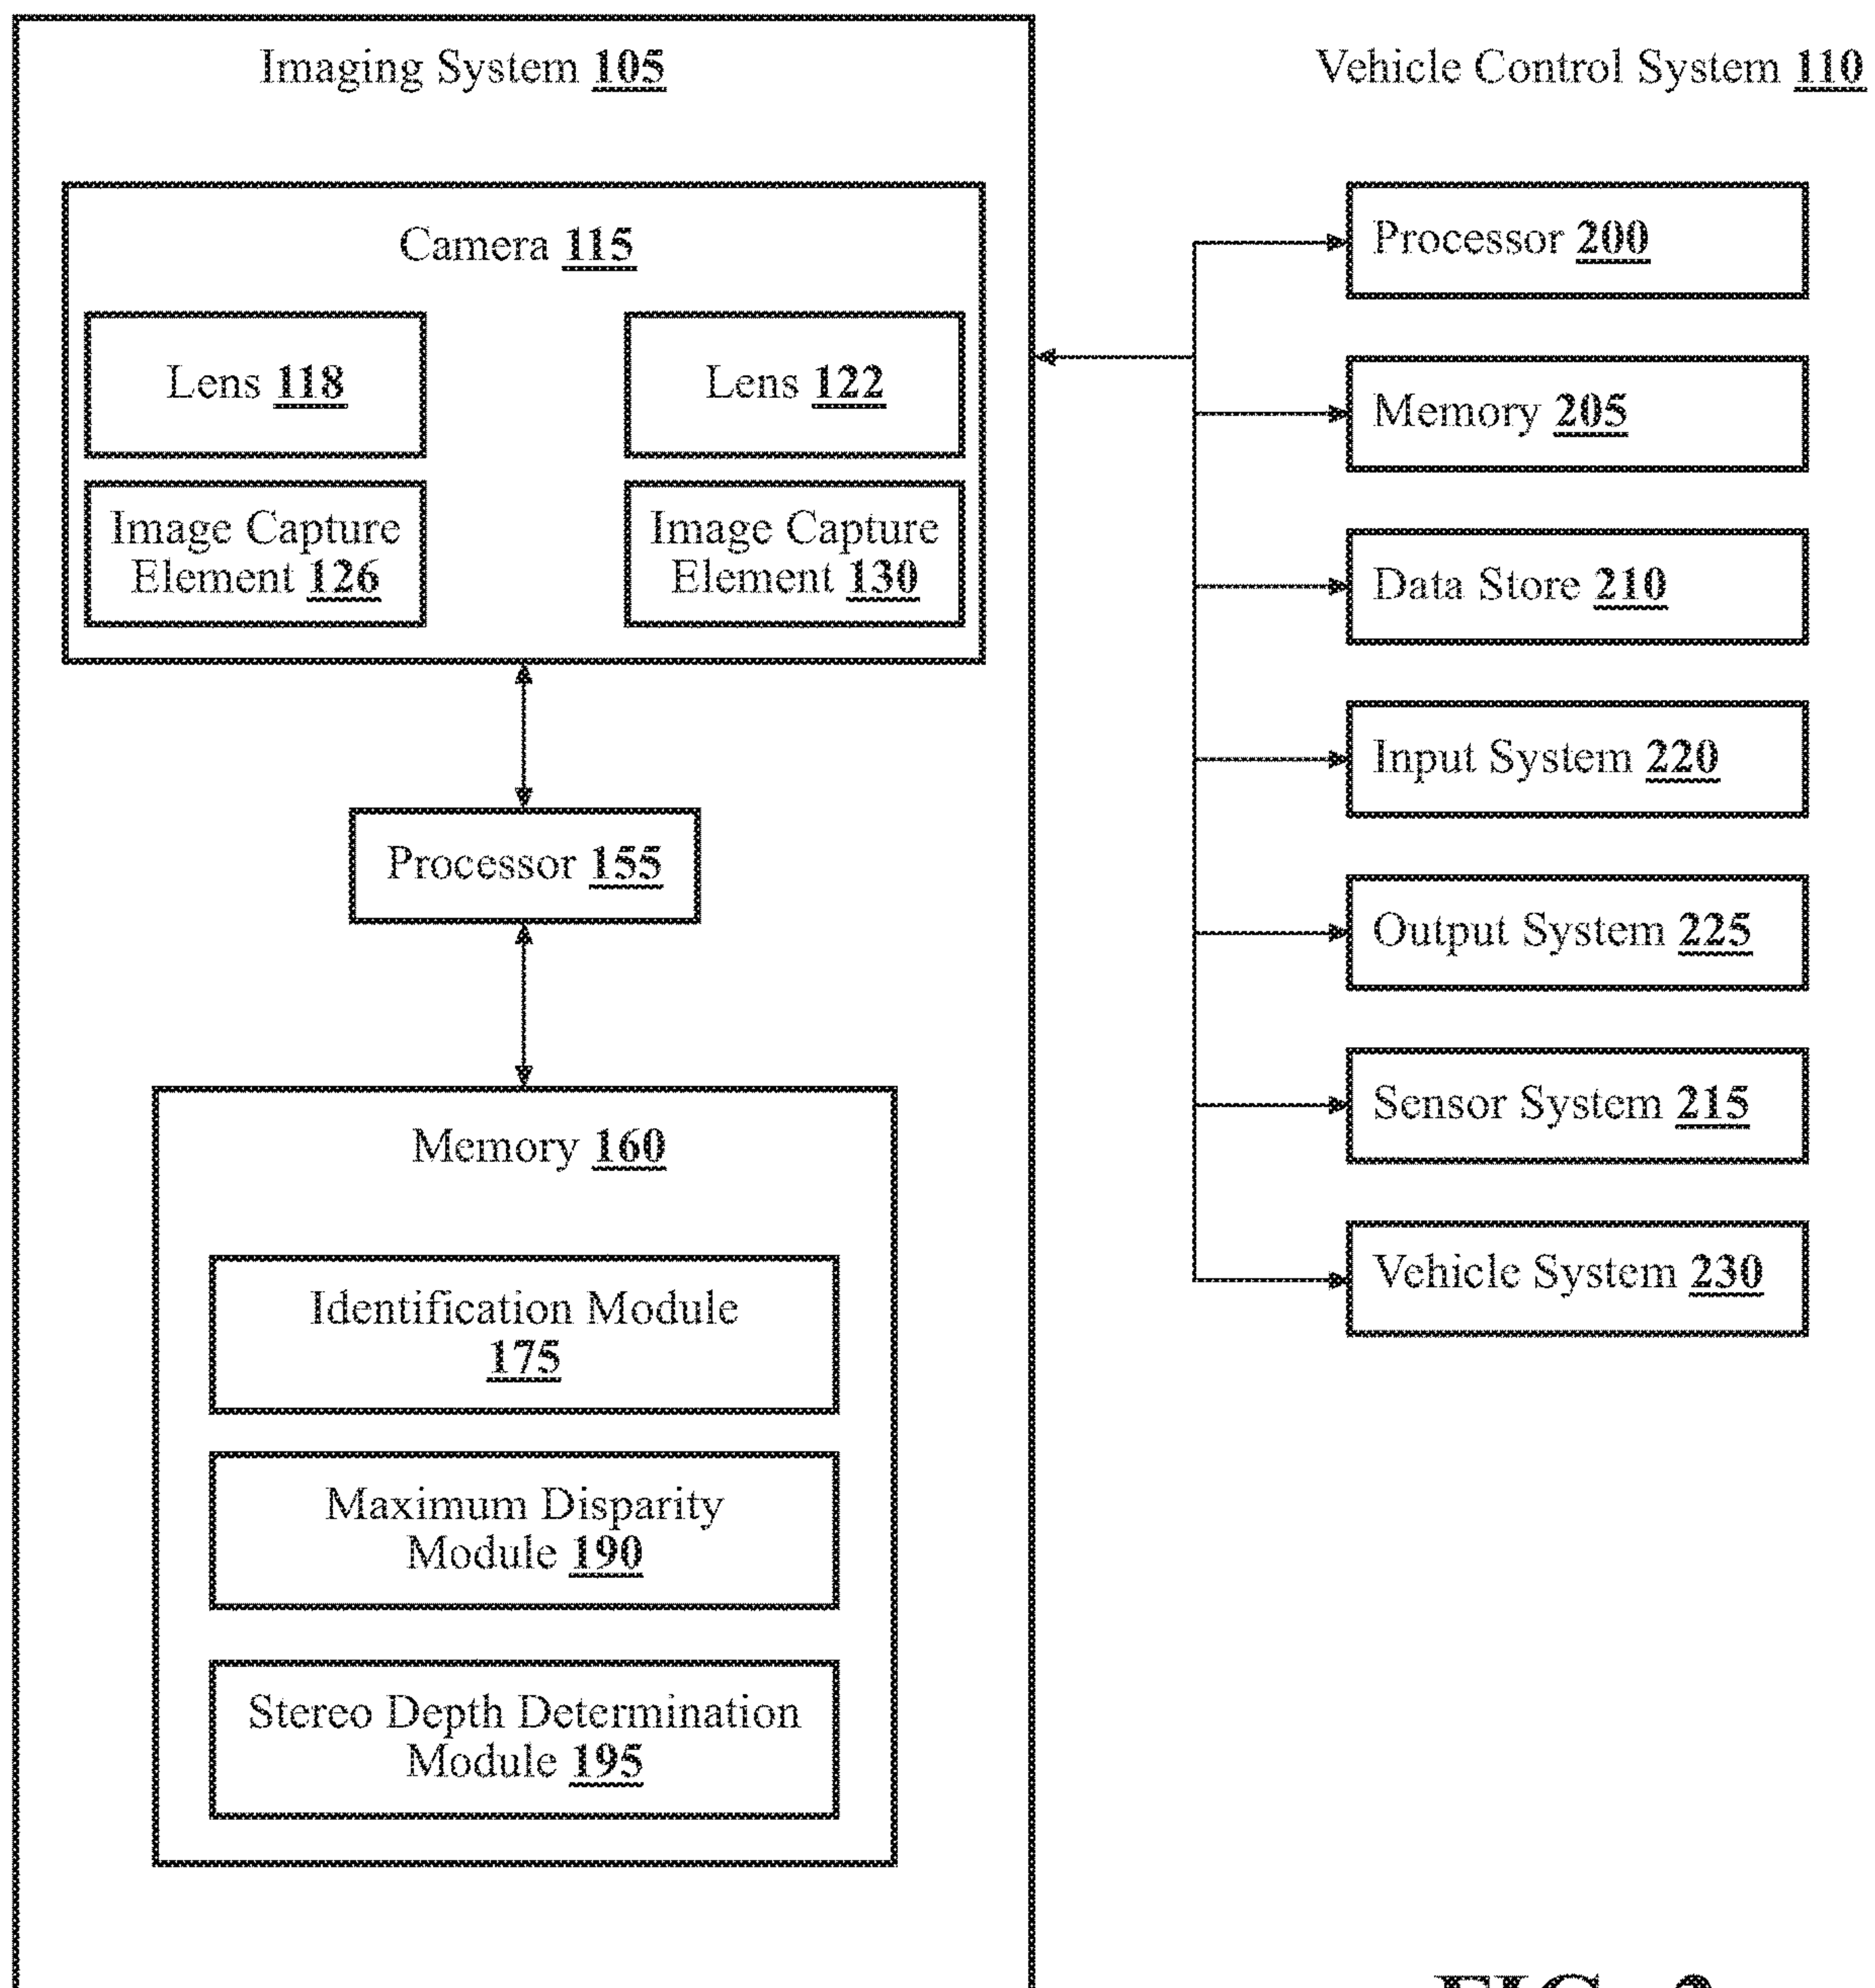 Imaging System 105
Vehicle Control System 110
Camera 115
Lens 118
Lens 122
Image Capture
Element 126
Image Capture
Element 130
Processor 155
Memory 160
Identification Module
175
Maximum Disparity
Module 190
Stereo Depth Determination
Module 195
Processor 200
Memory 205
Data Store 210
Input System 220
Output System 225
Sensor System 215
Vehicle System 230